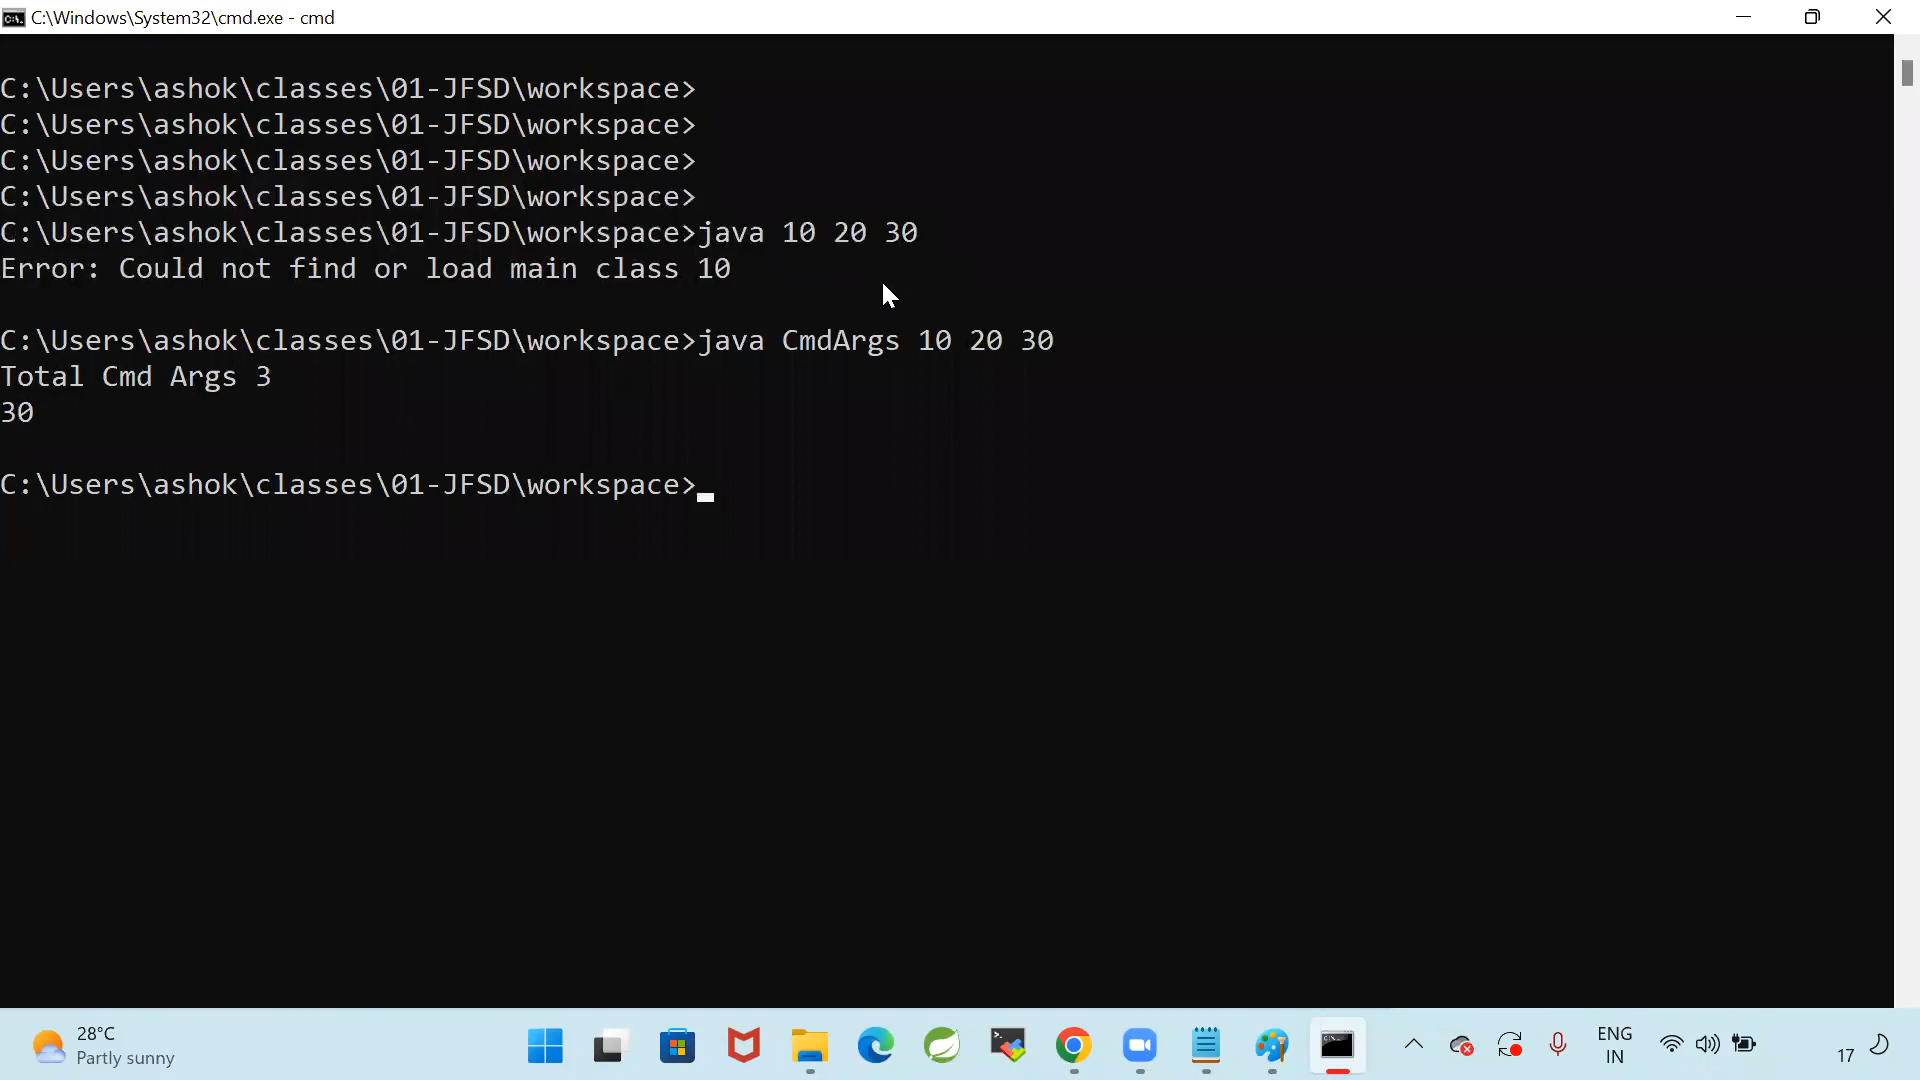 C:\Windows\System32\cmd.exe - cmd
C:\Users\ashok\classes\01-JFSD\workspace>
C:\Users\ashok\classes\01-JFSD\workspace>
C:\Users\ashok\classes\01-JFSD\workspace>
C:\Users\ashok\classes\01-JFSD\workspace>
C:\Users\ashok\classes\01-JFSD\workspace>java 10 20 30
Error: Could not find or load main class 10
C:\Users\ashok\classes\01-JFSD\workspace>java CmdArgs 10 20 30
Total Cmd Args 3
30
C:\Users\ashok\classes\01-JFSD\workspace>
28°C
Partly sunny
ENG
IN
17